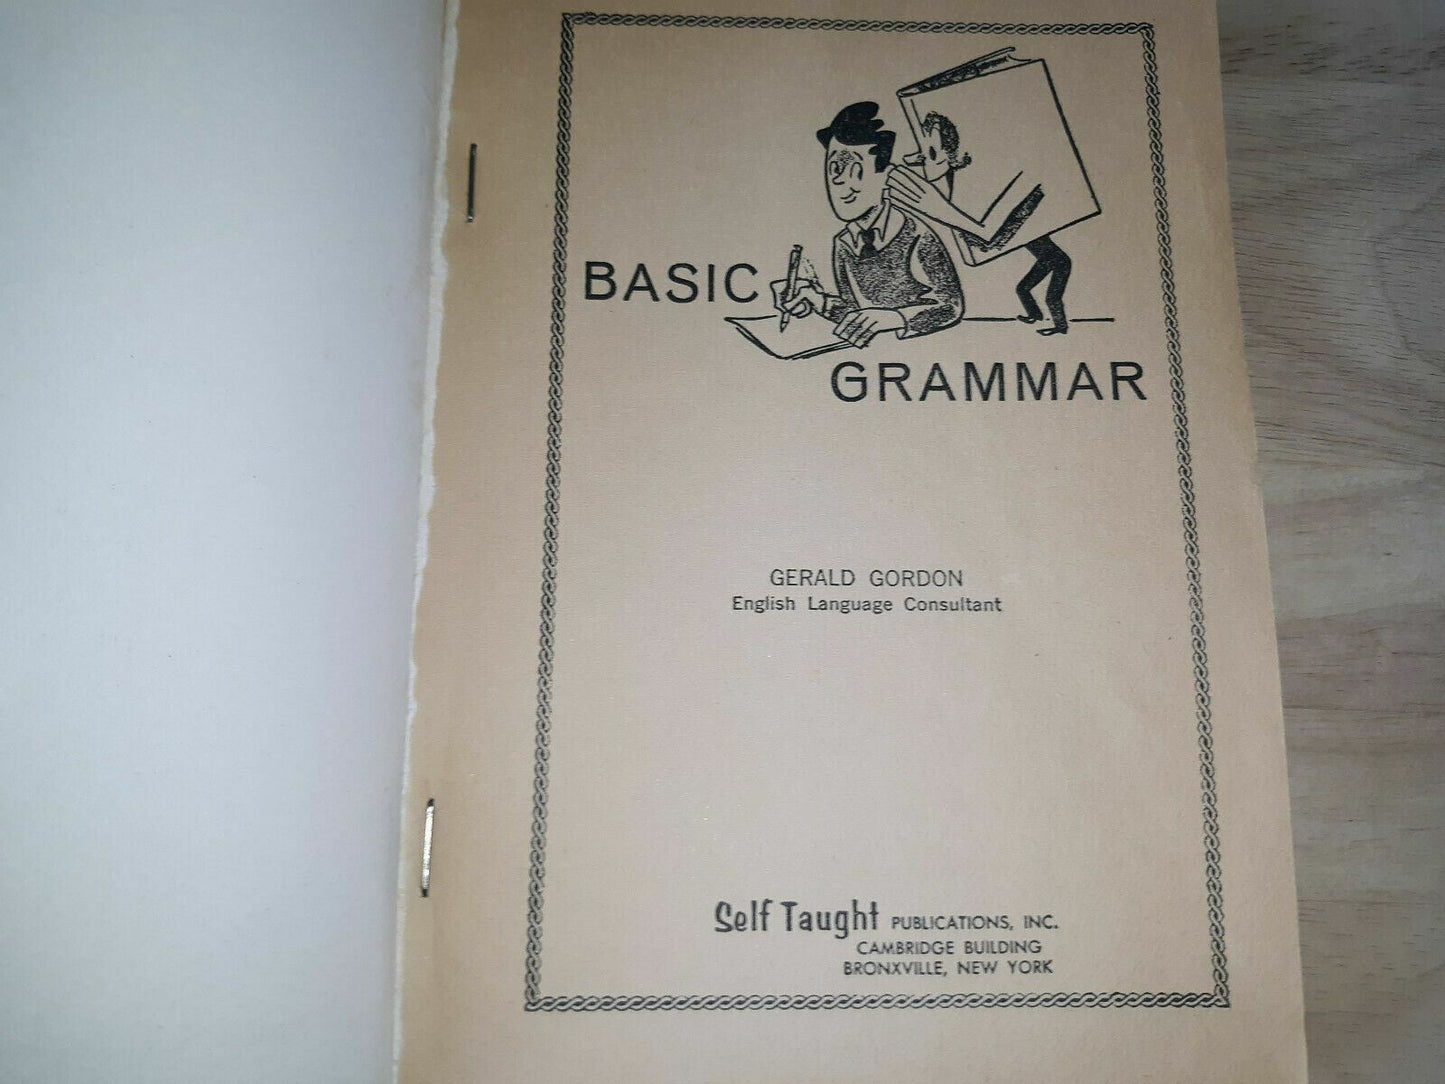 BASIC
GRAMMAR
GERALD GORDON
English Language Consultant
Self Taught PUBLICATIONS, INC.
CAMBRIDGE BUILDING
BRONXVILLE, NEW YORK